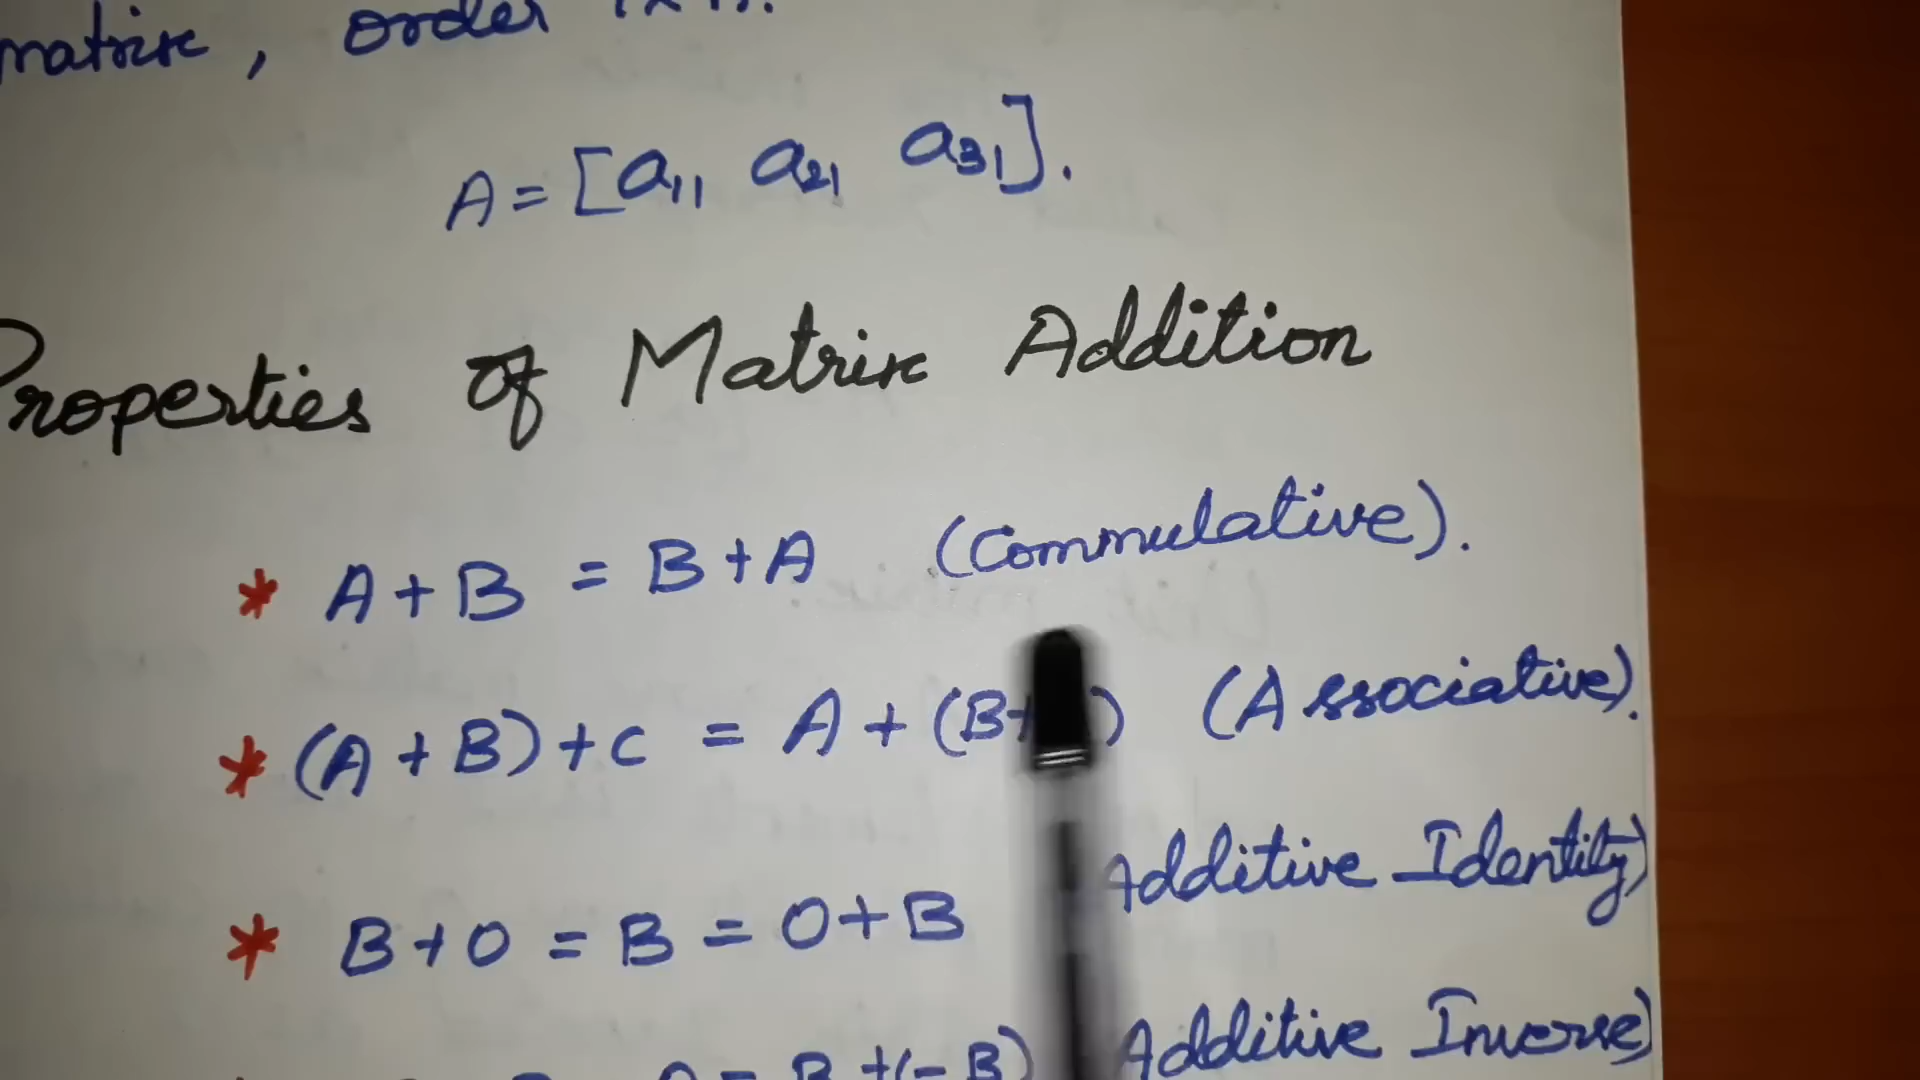 matrix, order
A = [a11 a21 a31].
Properties of Matrix Addition
* A + B = B + A (Commulative).
* (A + B) + C = A + (B+ ) (Associative).
* B + 0 = B = 0 + B Additive Identity)
= B + (- B) Additive Inverse)